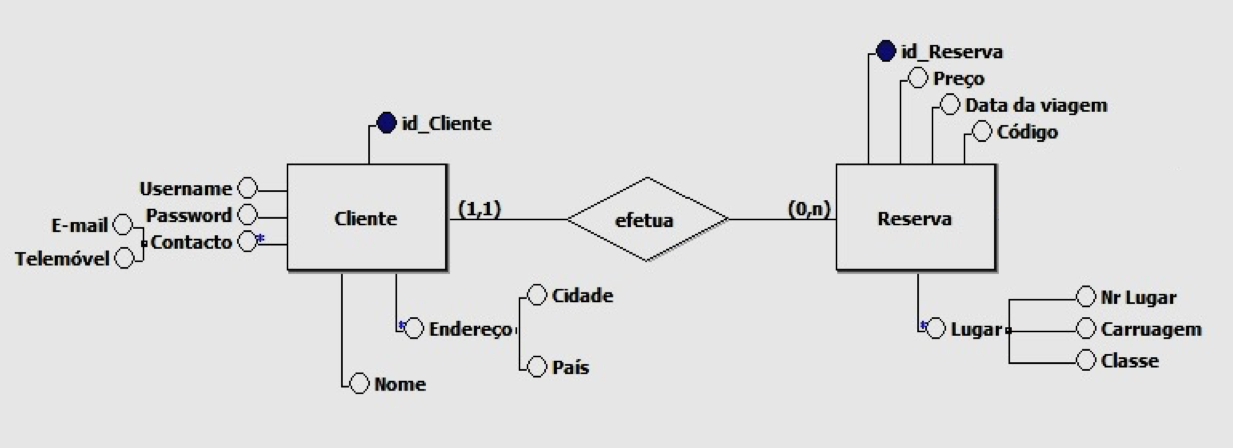 id_Reserva
Preço
Data da viagem
Código
id_Cliente
Username
Password
Contacto *
E-mail
Telemóvel
Cliente
(1,1)
efetua
(0,n)
Reserva
* Endereço
Cidade
País
Nome
* Lugar
Nr Lugar
Carruagem
Classe